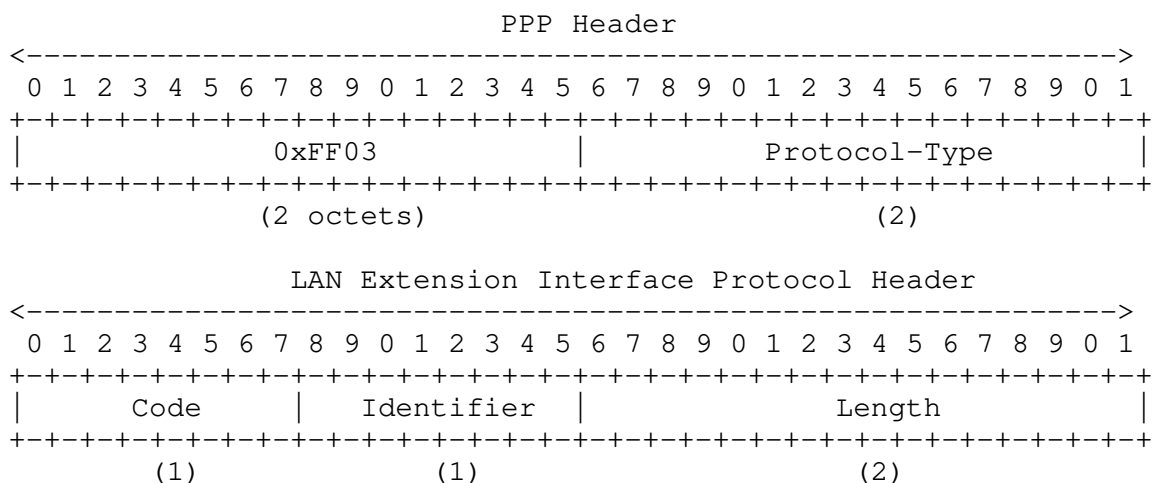 PPP Header
<-------------------------------------------------------------->
0 1 2 3 4 5 6 7 8 9 0 1 2 3 4 5 6 7 8 9 0 1 2 3 4 5 6 7 8 9 0 1
+-+-+-+-+-+-+-+-+-+-+-+-+-+-+-+-+-+-+-+-+-+-+-+-+-+-+-+-+-+-+-+-+
| 0xFF03 | Protocol-Type |
+-+-+-+-+-+-+-+-+-+-+-+-+-+-+-+-+-+-+-+-+-+-+-+-+-+-+-+-+-+-+-+-+
(2 octets) (2)
LAN Extension Interface Protocol Header
<-------------------------------------------------------------->
0 1 2 3 4 5 6 7 8 9 0 1 2 3 4 5 6 7 8 9 0 1 2 3 4 5 6 7 8 9 0 1
+-+-+-+-+-+-+-+-+-+-+-+-+-+-+-+-+-+-+-+-+-+-+-+-+-+-+-+-+-+-+-+-+
| Code | Identifier | Length |
+-+-+-+-+-+-+-+-+-+-+-+-+-+-+-+-+-+-+-+-+-+-+-+-+-+-+-+-+-+-+-+-+
(1) (1) (2)